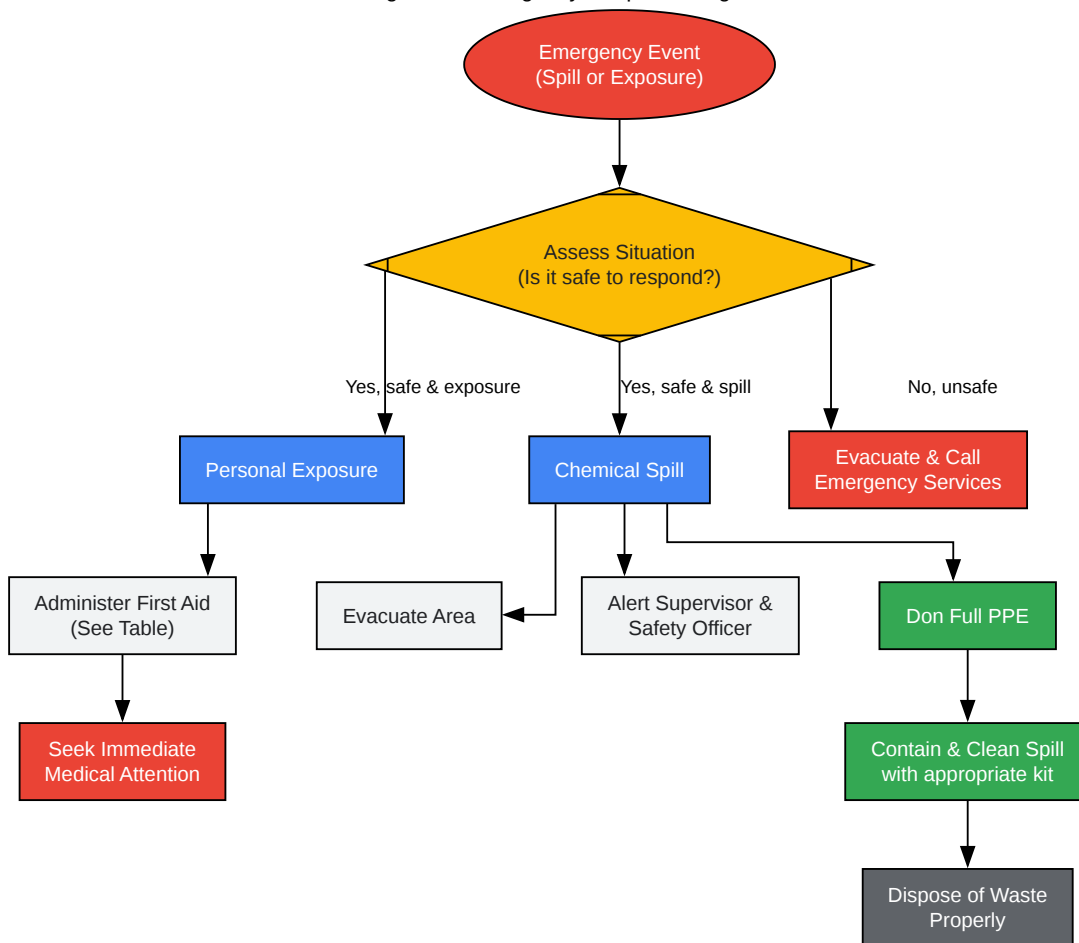 Emergency Event
(Spill or Exposure)
Assess Situation
(Is it safe to respond?)
Yes, safe & exposure
Yes, safe & spill
No, unsafe
Personal Exposure
Chemical Spill
Evacuate & Call
Emergency Services
Administer First Aid
(See Table)
Evacuate Area
Alert Supervisor &
Safety Officer
Don Full PPE
Seek Immediate
Medical Attention
Contain & Clean Spill
with appropriate kit
Dispose of Waste
Properly